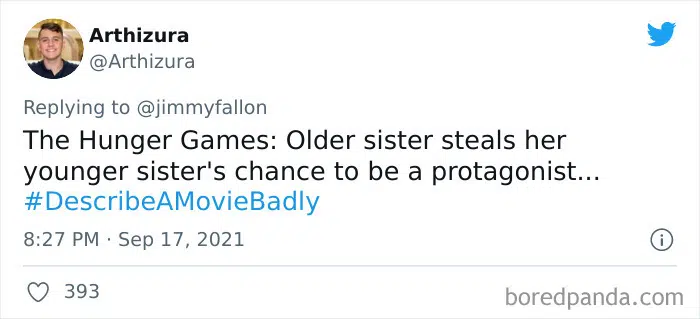 Arthizura
@Arthizura
Replying to @jimmyfallon
The Hunger Games: Older sister steals her
younger sister's chance to be a protagonist...
#DescribeAMovieBadly
8:27 PM · Sep 17, 2021
393
boredpanda.com